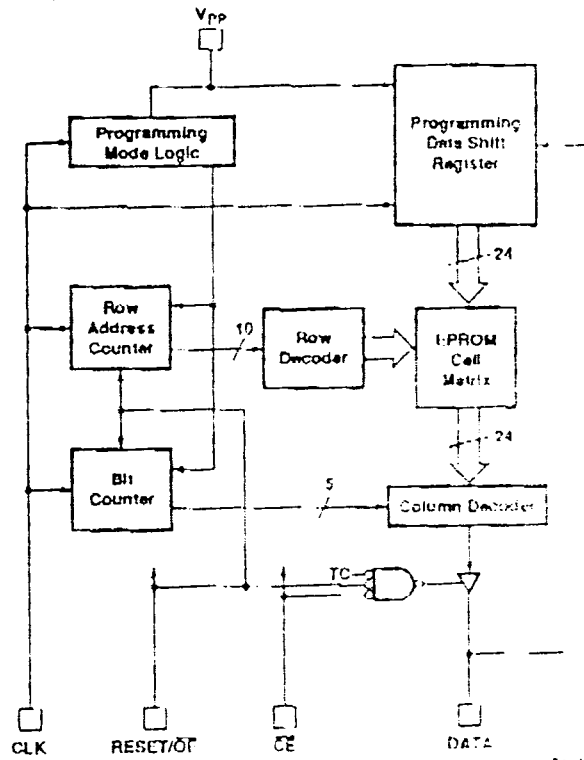 VPP
Programming
Mode Logic
Programming
Data Shift
Register
24
Row
Address
Counter
10
Row
Decoder
EPROM
Cell
Matrix
24
Bit
Counter
5
Column Decoder
TC
CLK
RESET/OE
CE
DATA